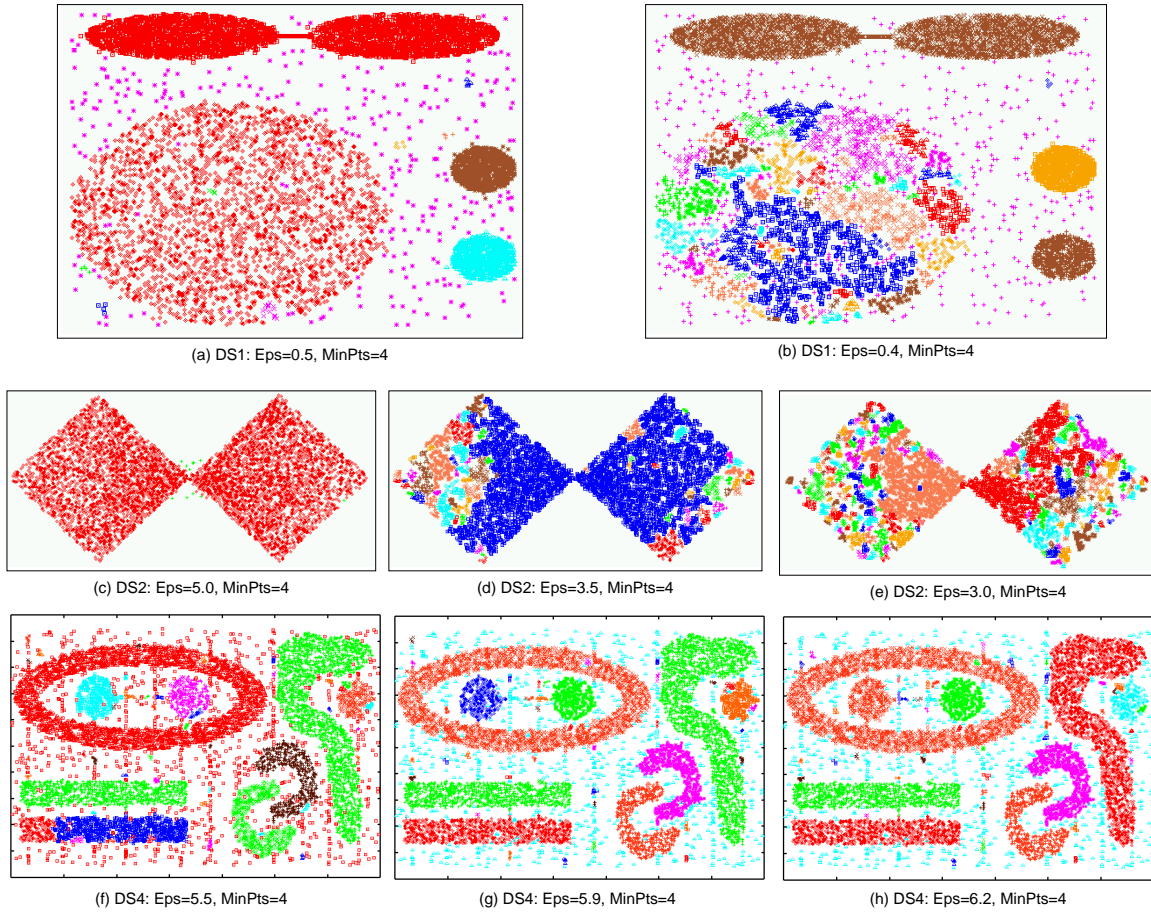 (a) DS1: Eps=0.5, MinPts=4
(b) DS1: Eps=0.4, MinPts=4
(c) DS2: Eps=5.0, MinPts=4
(d) DS2: Eps=3.5, MinPts=4
(e) DS2: Eps=3.0, MinPts=4
(f) DS4: Eps=5.5, MinPts=4
(g) DS4: Eps=5.9, MinPts=4
(h) DS4: Eps=6.2, MinPts=4